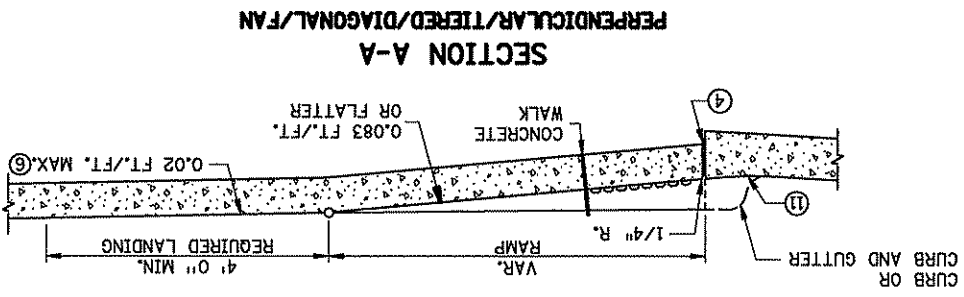 CURB OR
CURB AND GUTTER
VAR.
RAMP
4' 0" MIN.
REQUIRED LANDING
1/4" R.
11
0.02 FT./FT. MAX. 6
CONCRETE
WALK
0.083 FT./FT.
OR FLATTER
4
SECTION A-A
PERPENDICULAR/TIERED/DIAGONAL/FAN